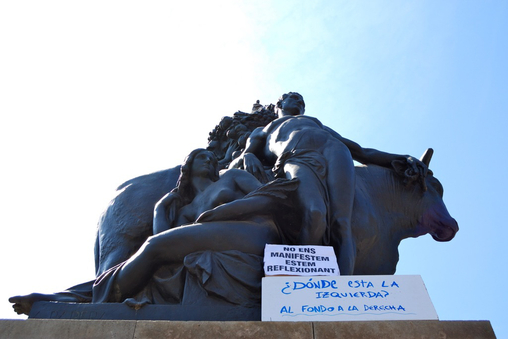 NO ENS
MANIFESTEM
ESTEM
REFLEXIONANT
¿DÓNDE ESTA LA
IZQUIERDA?
AL FONDO A LA DERECHA